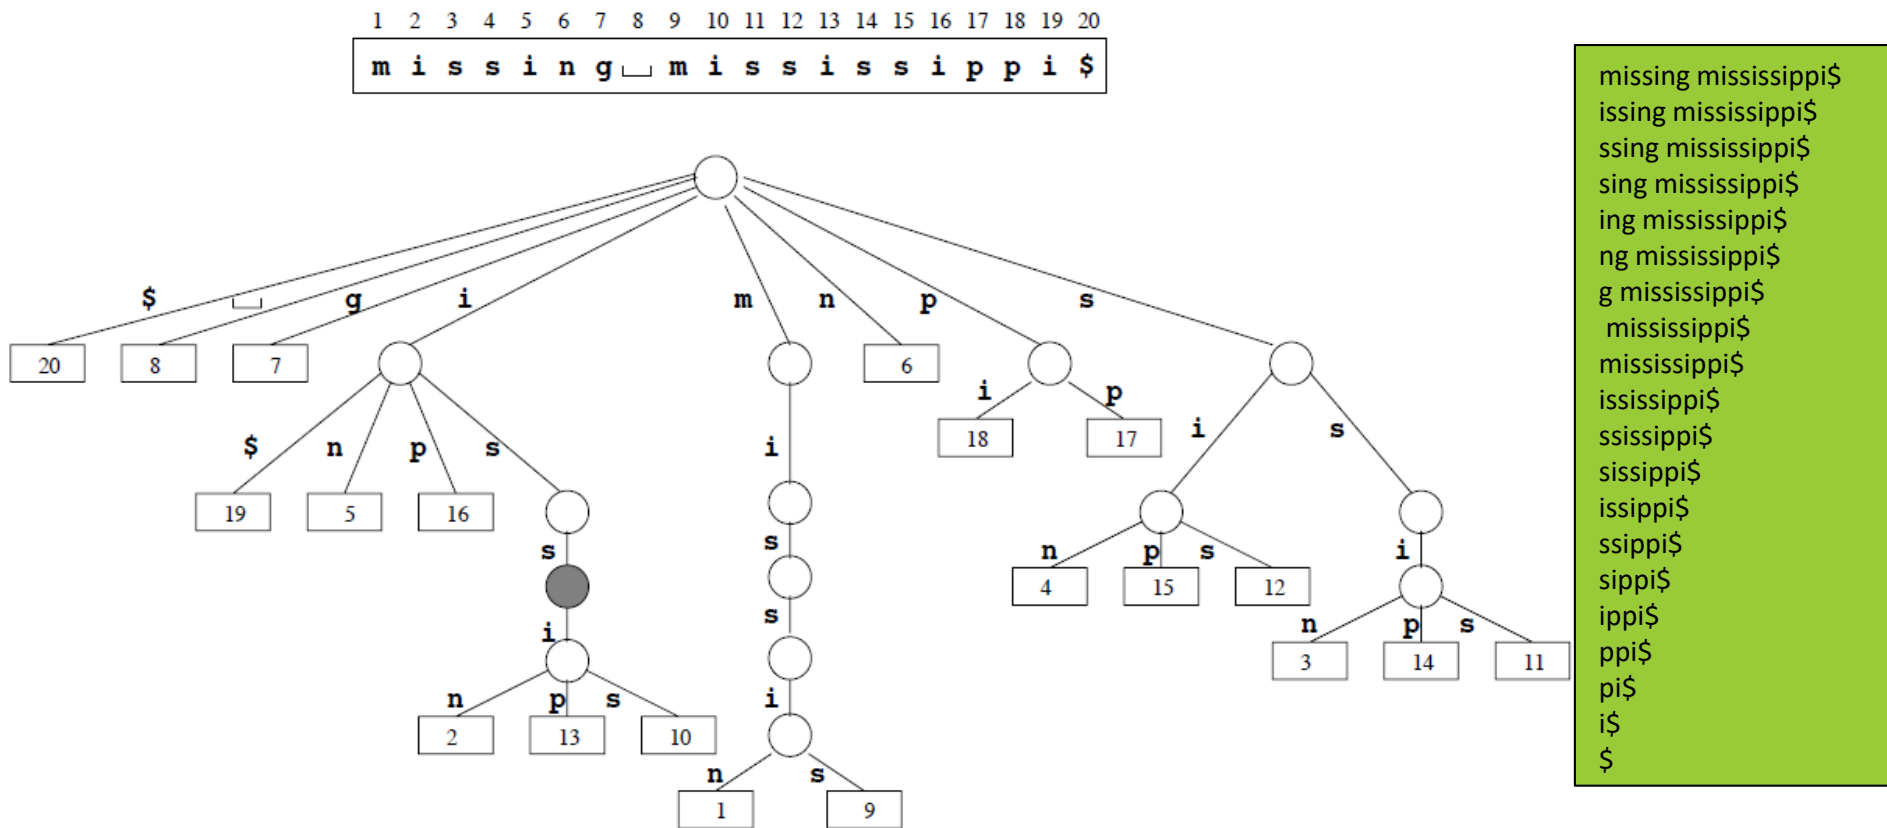 1 2 3 4 5 6 7 8 9 10 11 12 13 14 15 16 17 18 19 20
m i s s i n g ␣ m i s s i s s i p p i $
$ ␣ g i m n p s
20 8 7 6
i p
18 17
$ n p s i i s
19 5 16
s s n p s i
4 15 12
i s n p s
3 14 11
n p s i
2 13 10
n s
1 9
missing mississippi$
issing mississippi$
ssing mississippi$
sing mississippi$
ing mississippi$
ng mississippi$
g mississippi$
mississippi$
mississippi$
ississippi$
ssissippi$
sissippi$
issippi$
ssippi$
sippi$
ippi$
ppi$
pi$
i$
$